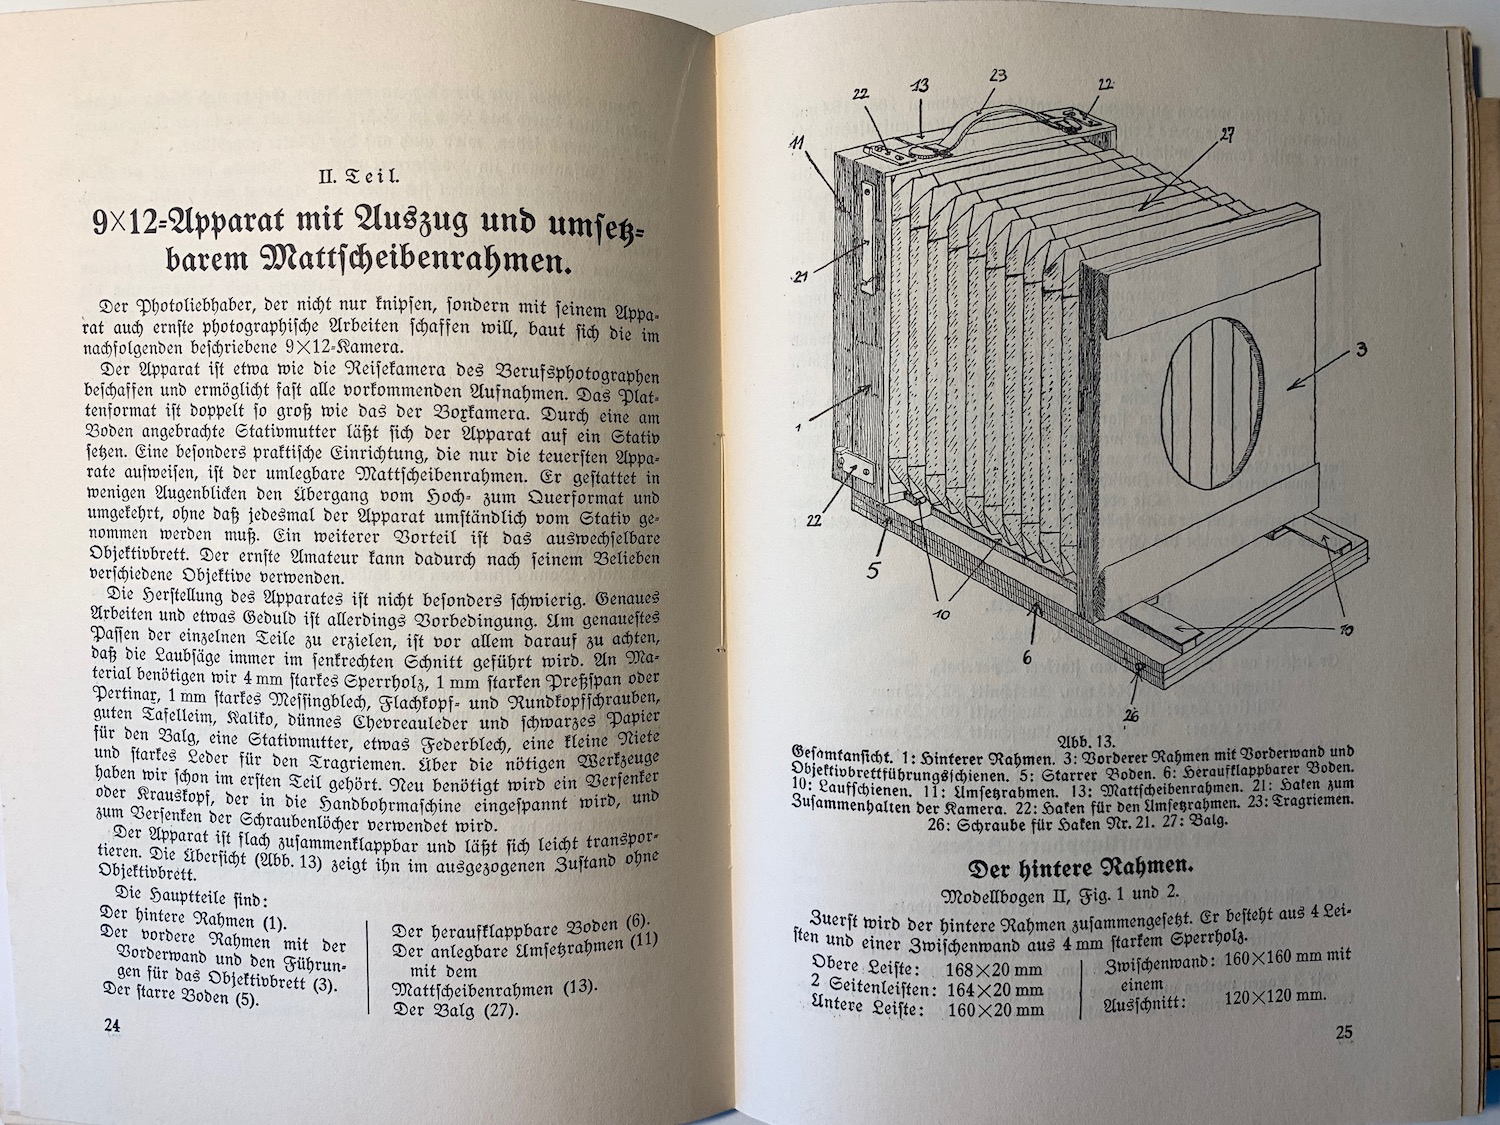 II. Teil.
9×12-Apparat mit Auszug und umsetz-
barem Mattscheibenrahmen.
Der Photoliebhaber, der nicht nur knipsen, sondern mit seinem Appa-
rat auch ernste photographische Arbeiten schaffen will, baut sich die im
nachfolgenden beschriebene 9×12-Kamera.
Der Apparat ist etwa wie die Reisekamera des Berufsphotographen
beschaffen und ermöglicht fast alle vorkommenden Aufnahmen. Das Plat-
tenformat ist doppelt so groß wie das der Boxkamera. Durch eine am
Boden angebrachte Stativmutter läßt sich der Apparat auf ein Stativ
setzen. Eine besonders praktische Einrichtung, die nur die teuersten Appa-
rate aufweisen, ist der umlegbare Mattscheibenrahmen. Er gestattet in
wenigen Augenblicken den Übergang vom Hoch- zum Querformat und
umgekehrt, ohne daß jedesmal der Apparat umständlich vom Stativ ge-
nommen werden muß. Ein weiterer Vorteil ist das auswechselbare
Objektivbrett. Der ernste Amateur kann dadurch nach seinem Belieben
verschiedene Objektive verwenden.
Die Herstellung des Apparates ist nicht besonders schwierig. Genaues
Arbeiten und etwas Geduld ist allerdings Vorbedingung. Um genauestes
Passen der einzelnen Teile zu erzielen, ist vor allem darauf zu achten,
daß die Laubsäge immer im senkrechten Schnitt geführt wird. An Ma-
terial benötigen wir 4 mm starkes Sperrholz, 1 mm starken Preßspan oder
Pertinax, 1 mm starkes Messingblech, Flachkopf- und Rundkopfschrauben,
guten Tafelleim, Kaliko, dünnes Chevreauleder und schwarzes Papier
für den Balg, eine Stativmutter, etwas Federblech, eine kleine Niete
und starkes Leder für den Tragriemen. Über die nötigen Werkzeuge
haben wir schon im ersten Teil gehört. Neu benötigt wird ein Versenker
oder Krauskopf, der in die Handbohrmaschine eingespannt wird, und
zum Versenken der Schraubenlöcher verwendet wird.
Der Apparat ist flach zusammenklappbar und läßt sich leicht transpor-
tieren. Die Übersicht (Abb. 13) zeigt ihn im ausgezogenen Zustand ohne
Objektivbrett.
Die Hauptteile sind:
Der hintere Rahmen (1).
Der vordere Rahmen mit der
Vorderwand und den Führun-
gen für das Objektivbrett (3).
Der starre Boden (5).
Der heraufklappbare Boden (6).
Der anlegbare Umsetzrahmen (11)
mit dem
Mattscheibenrahmen (13).
Der Balg (27).
24
22
13
23
22
11
27
21
3
1
22
5
10
6
10
26
Abb. 13.
Gesamtansicht. 1: Hinterer Rahmen. 3: Vorderer Rahmen mit Vorderwand und
Objektivbrettführungsschienen. 5: Starrer Boden. 6: Heraufklappbarer Boden.
10: Laufschienen. 11: Umsetzrahmen. 13: Mattscheibenrahmen. 21: Haken zum
Zusammenhalten der Kamera. 22: Haken für den Umsetzrahmen. 23: Tragriemen.
26: Schraube für Haken Nr. 21. 27: Balg.
Der hintere Rahmen.
Modellbogen II, Fig. 1 und 2.
Zuerst wird der hintere Rahmen zusammengesetzt. Er besteht aus 4 Lei-
sten und einer Zwischenwand aus 4 mm starkem Sperrholz.
Obere Leiste: 168×20 mm
2 Seitenleisten: 164×20 mm
Untere Leiste: 160×20 mm
Zwischenwand: 160×160 mm mit
einem
Ausschnitt: 120×120 mm.
25